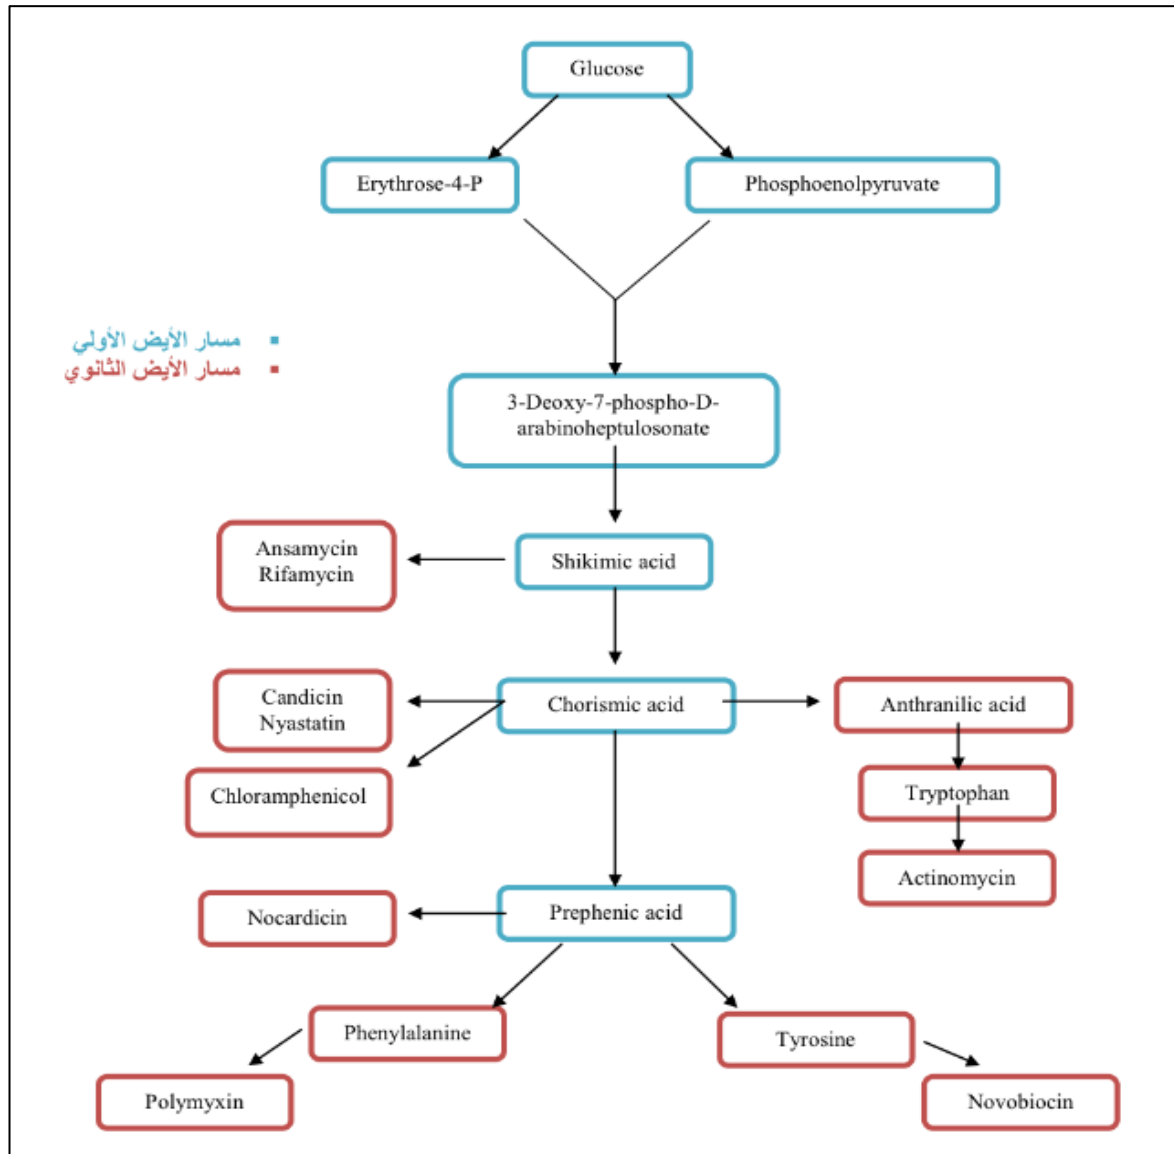 Glucose
Erythrose-4-P
Phosphoenolpyruvate
مسار الأيض الأولي
مسار الأيض الثانوي
3-Deoxy-7-phospho-D-
arabinoheptulosonate
Ansamycin
Rifamycin
Shikimic acid
Candicin
Nyastatin
Chorismic acid
Anthranilic acid
Chloramphenicol
Tryptophan
Actinomycin
Nocardicin
Prephenic acid
Phenylalanine
Tyrosine
Polymyxin
Novobiocin